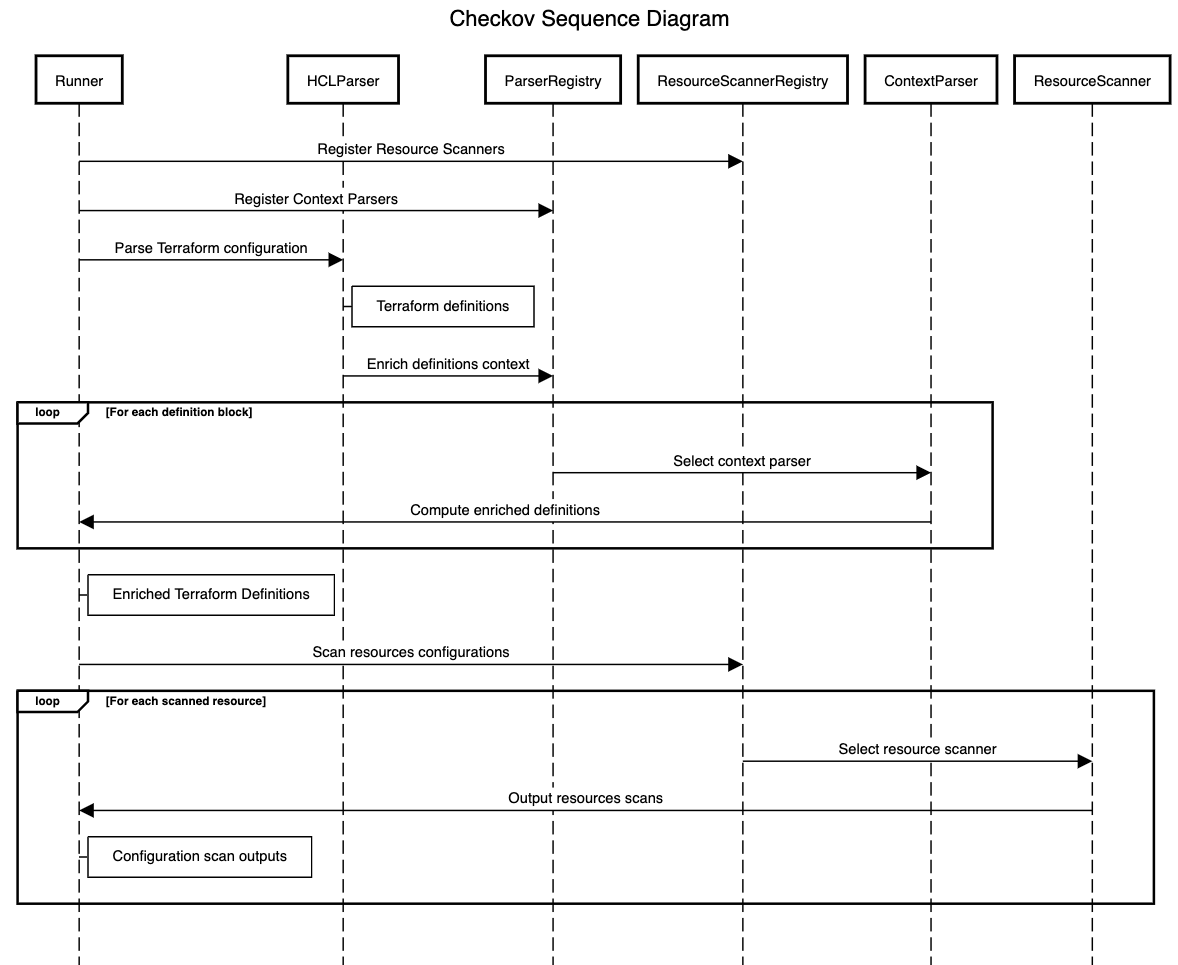 Checkov Sequence Diagram
Runner
HCLParser
ParserRegistry
ResourceScannerRegistry
ContextParser
ResourceScanner
Register Resource Scanners
Register Context Parsers
Parse Terraform configuration
Terraform definitions
Enrich definitions context
loop
[For each definition block]
Select context parser
Compute enriched definitions
Enriched Terraform Definitions
Scan resources configurations
loop
[For each scanned resource]
Select resource scanner
Output resources scans
Configuration scan outputs